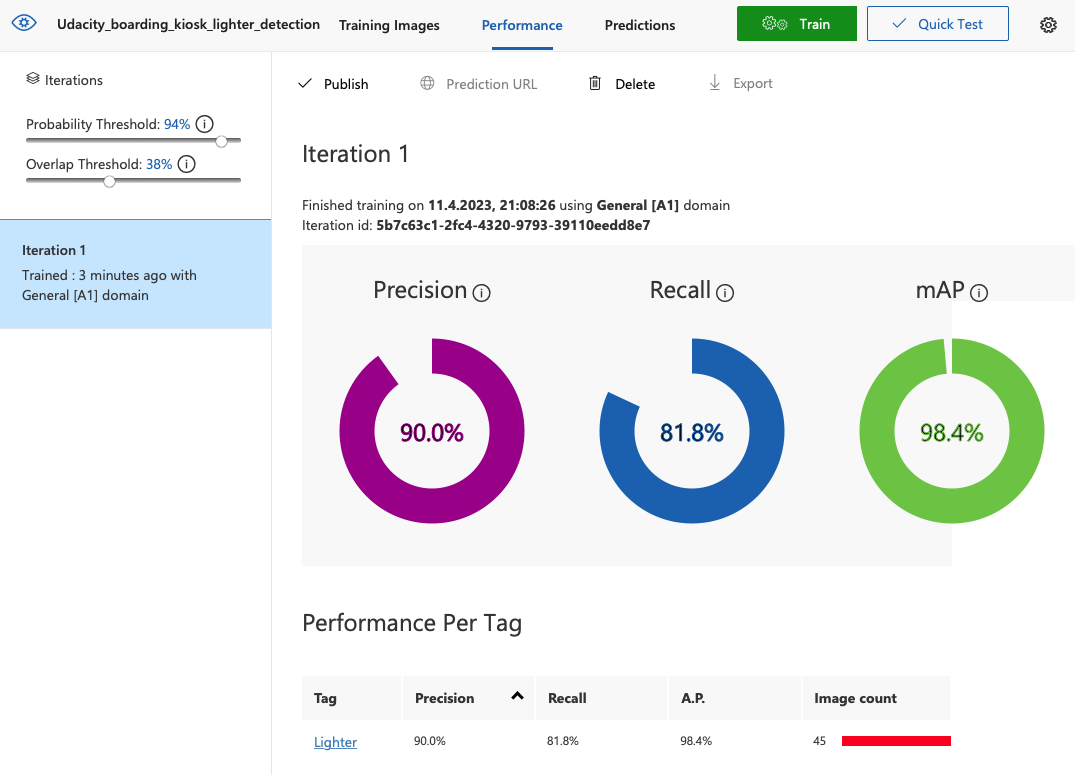 Udacity_boarding_kiosk_lighter_detection Training Images Performance Predictions Train Quick Test
Iterations
Probability Threshold: 94%
Overlap Threshold: 38%
Iteration 1
Trained : 3 minutes ago with
General [A1] domain
Publish Prediction URL Delete Export
Iteration 1
Finished training on 11.4.2023, 21:08:26 using General [A1] domain
Iteration id: 5b7c63c1-2fc4-4320-9793-39110eedd8e7
Precision Recall mAP
90.0% 81.8% 98.4%
Performance Per Tag
Tag Precision Recall A.P. Image count
Lighter 90.0% 81.8% 98.4% 45